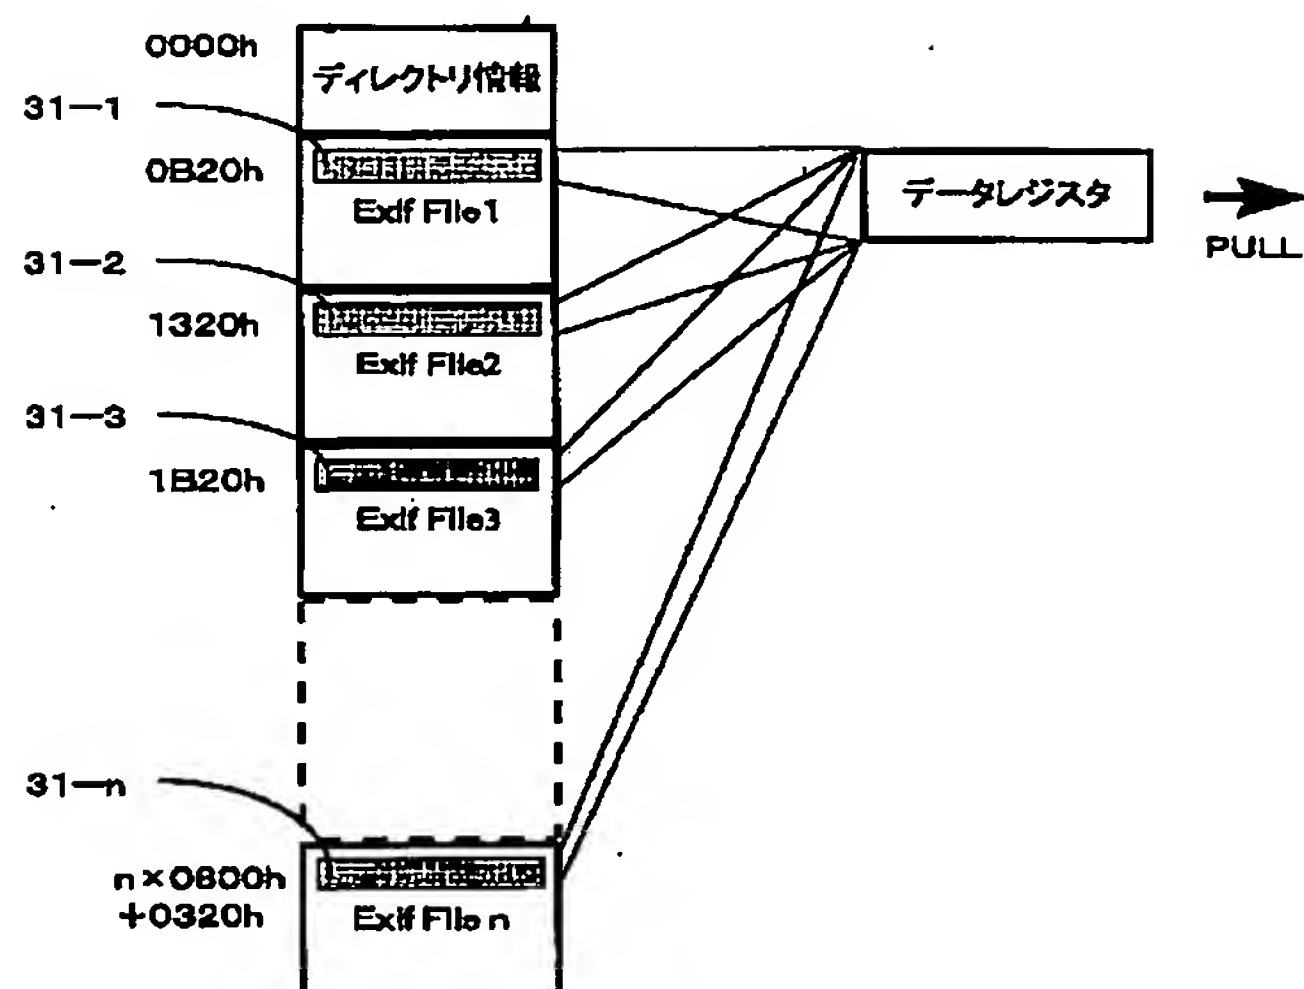 0000h
ディレクトリ情報
31—1
0B20h
Exif File1
データレジスタ
PULL
31—2
1320h
Exif File2
31—3
1B20h
Exif File3
31—n
n×0800h
+0320h
Exif File n